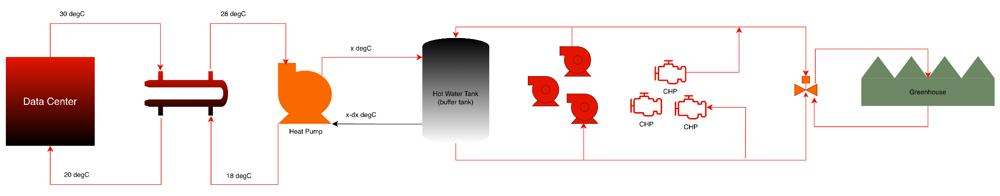 30 degC
28 degC
x degC
Data Center
Hot Water Tank
(buffer tank)
CHP
Greenhouse
x-dx degC
CHP
CHP
Heat Pump
20 degC
18 degC